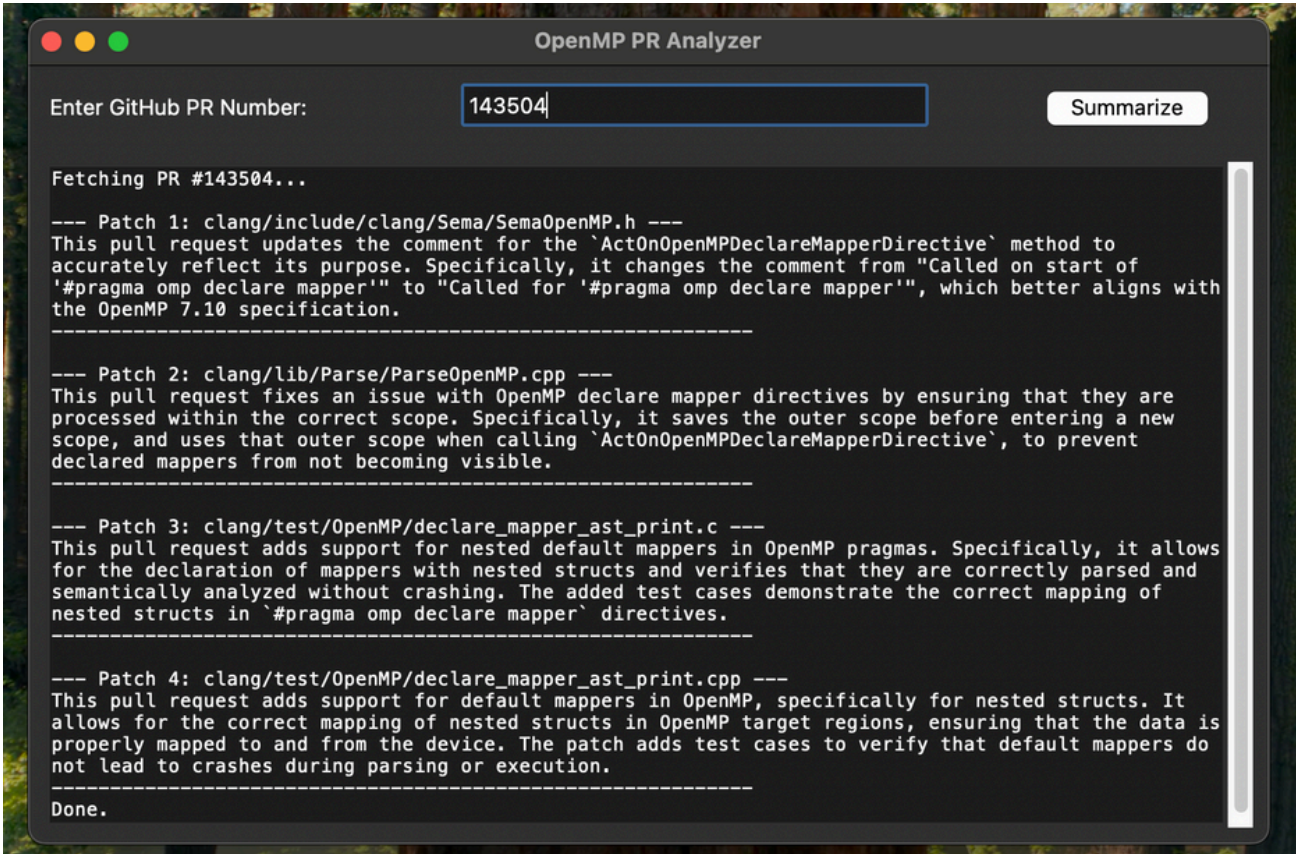 OpenMP PR Analyzer
Enter GitHub PR Number:
143504
Summarize
Fetching PR #143504...
--- Patch 1: clang/include/clang/Sema/SemaOpenMP.h ---
This pull request updates the comment for the `ActOnOpenMPDeclareMapperDirective` method to
accurately reflect its purpose. Specifically, it changes the comment from "Called on start of
'#pragma omp declare mapper'" to "Called for '#pragma omp declare mapper'", which better aligns with
the OpenMP 7.10 specification.
------------------------------------------------------------
--- Patch 2: clang/lib/Parse/ParseOpenMP.cpp ---
This pull request fixes an issue with OpenMP declare mapper directives by ensuring that they are
processed within the correct scope. Specifically, it saves the outer scope before entering a new
scope, and uses that outer scope when calling `ActOnOpenMPDeclareMapperDirective`, to prevent
declared mappers from not becoming visible.
------------------------------------------------------------
--- Patch 3: clang/test/OpenMP/declare_mapper_ast_print.c ---
This pull request adds support for nested default mappers in OpenMP pragmas. Specifically, it allows
for the declaration of mappers with nested structs and verifies that they are correctly parsed and
semantically analyzed without crashing. The added test cases demonstrate the correct mapping of
nested structs in `#pragma omp declare mapper` directives.
------------------------------------------------------------
--- Patch 4: clang/test/OpenMP/declare_mapper_ast_print.cpp ---
This pull request adds support for default mappers in OpenMP, specifically for nested structs. It
allows for the correct mapping of nested structs in OpenMP target regions, ensuring that the data is
properly mapped to and from the device. The patch adds test cases to verify that default mappers do
not lead to crashes during parsing or execution.
------------------------------------------------------------
Done.